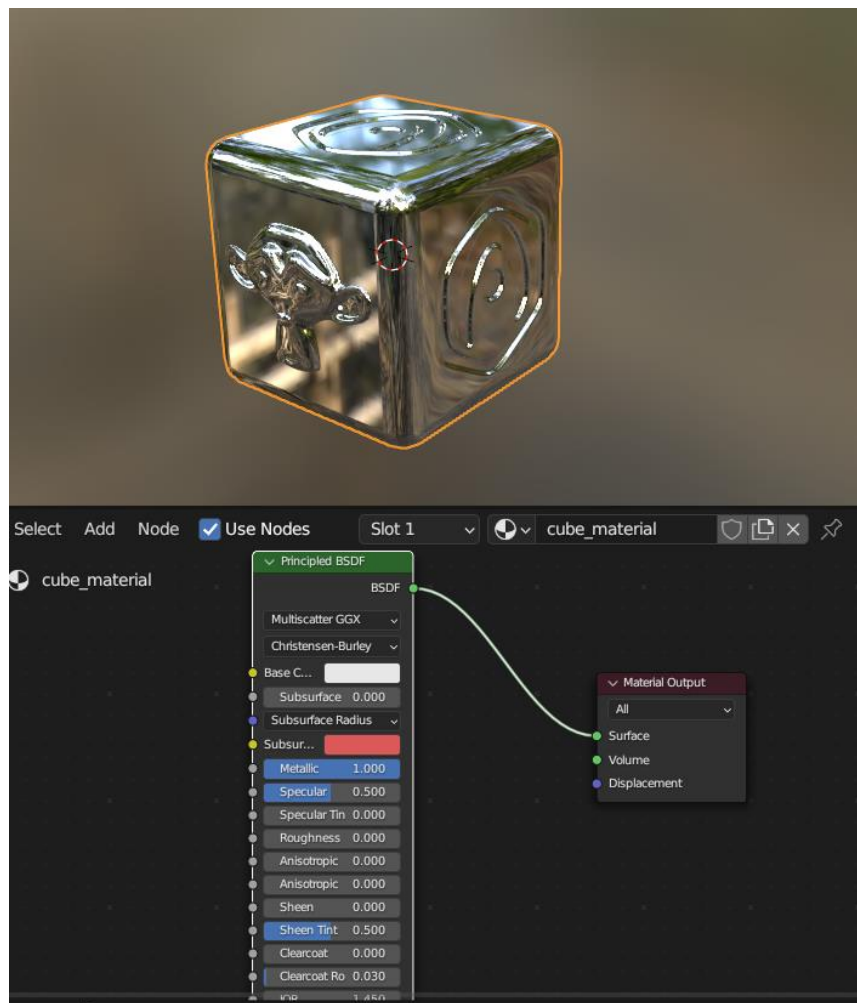 Select Add Node Use Nodes Slot 1 cube_material
cube_material
Principled BSDF
BSDF
Multiscatter GGX
Christensen-Burley
Base C...
Subsurface 0.000
Subsurface Radius
Subsur...
Metallic 1.000
Specular 0.500
Specular Tin 0.000
Roughness 0.000
Anisotropic 0.000
Anisotropic 0.000
Sheen 0.000
Sheen Tint 0.500
Clearcoat 0.000
Clearcoat Ro 0.030
IOR 1.450
Material Output
All
Surface
Volume
Displacement